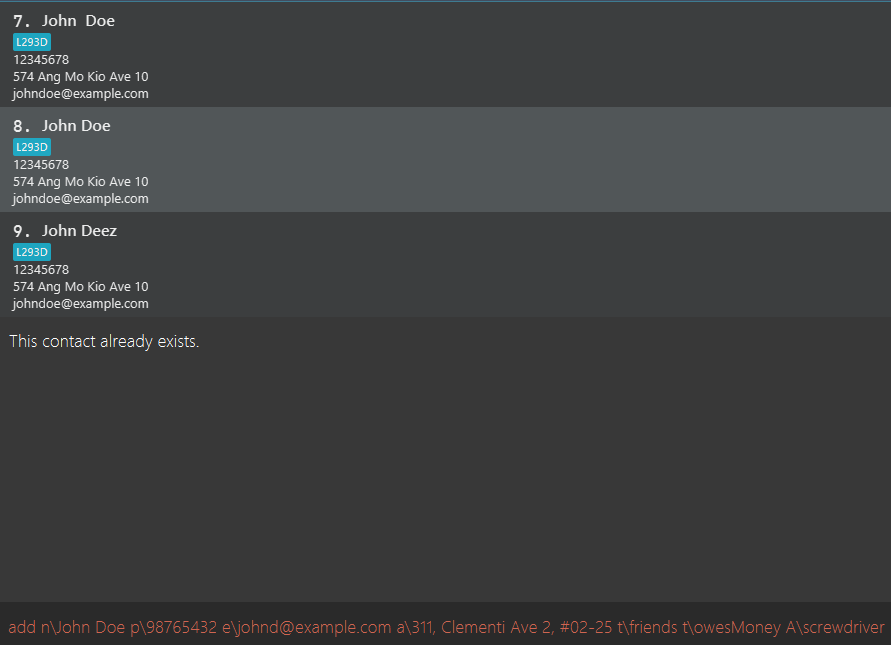 7. John  Doe
L293D
12345678
574 Ang Mo Kio Ave 10
johndoe@example.com
8. John Doe
L293D
12345678
574 Ang Mo Kio Ave 10
johndoe@example.com
9. John Deez
L293D
12345678
574 Ang Mo Kio Ave 10
johndoe@example.com
This contact already exists.
add n\John Doe p\98765432 e\johnd@example.com a\311, Clementi Ave 2, #02-25 t\friends t\owesMoney A\screwdriver